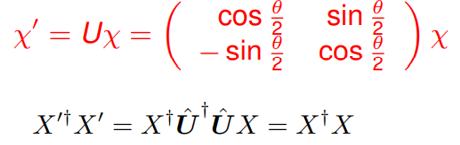 χ′ = Uχ = ( cos θ/2 sin θ/2 − sin θ/2 cos θ/2 ) χ
X′†X′ = X†Û†ÛX = X†X